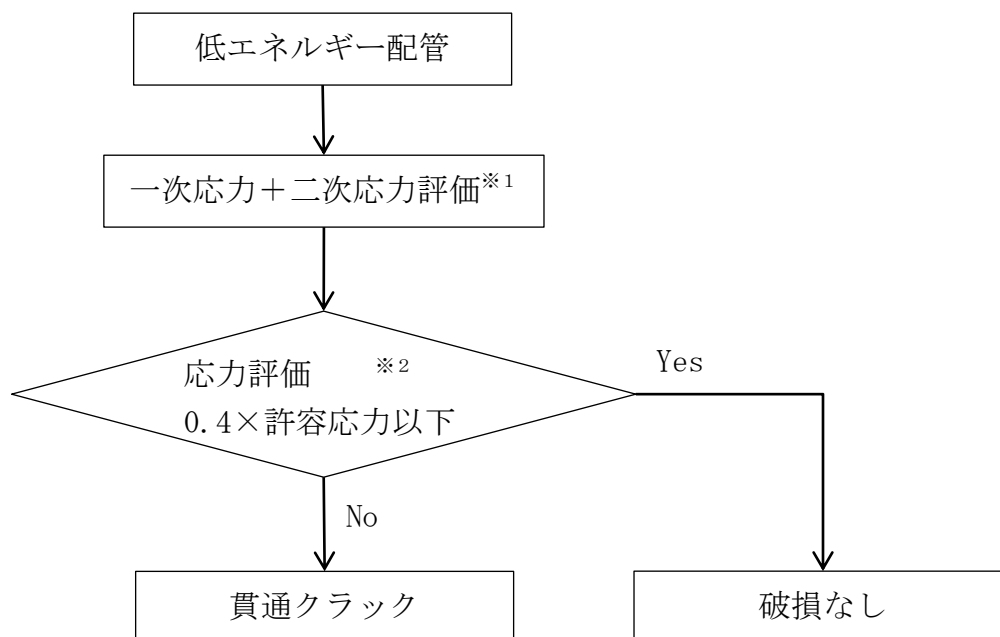 低エネルギー配管
一次応力＋二次応力評価※1
応力評価 ※2
0.4×許容応力以下
Yes
No
貫通クラック
破損なし